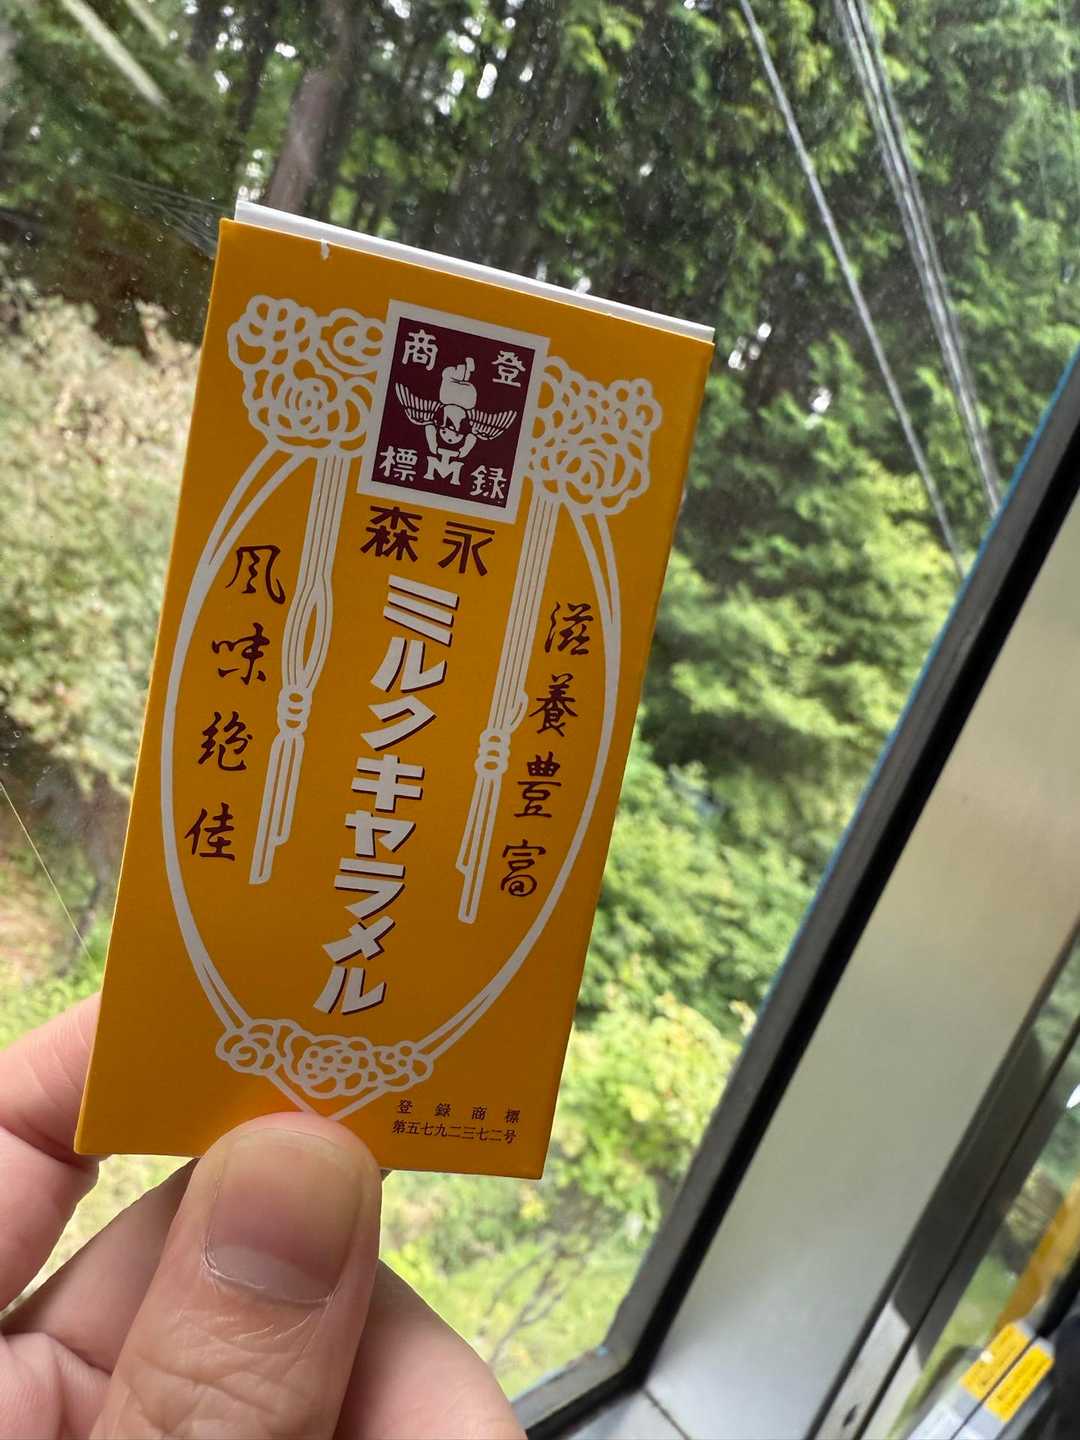 登録商標
M
森永
ミルクキャラメル
滋養豊富
風味絶佳
登録商標
第五七九二三七二号